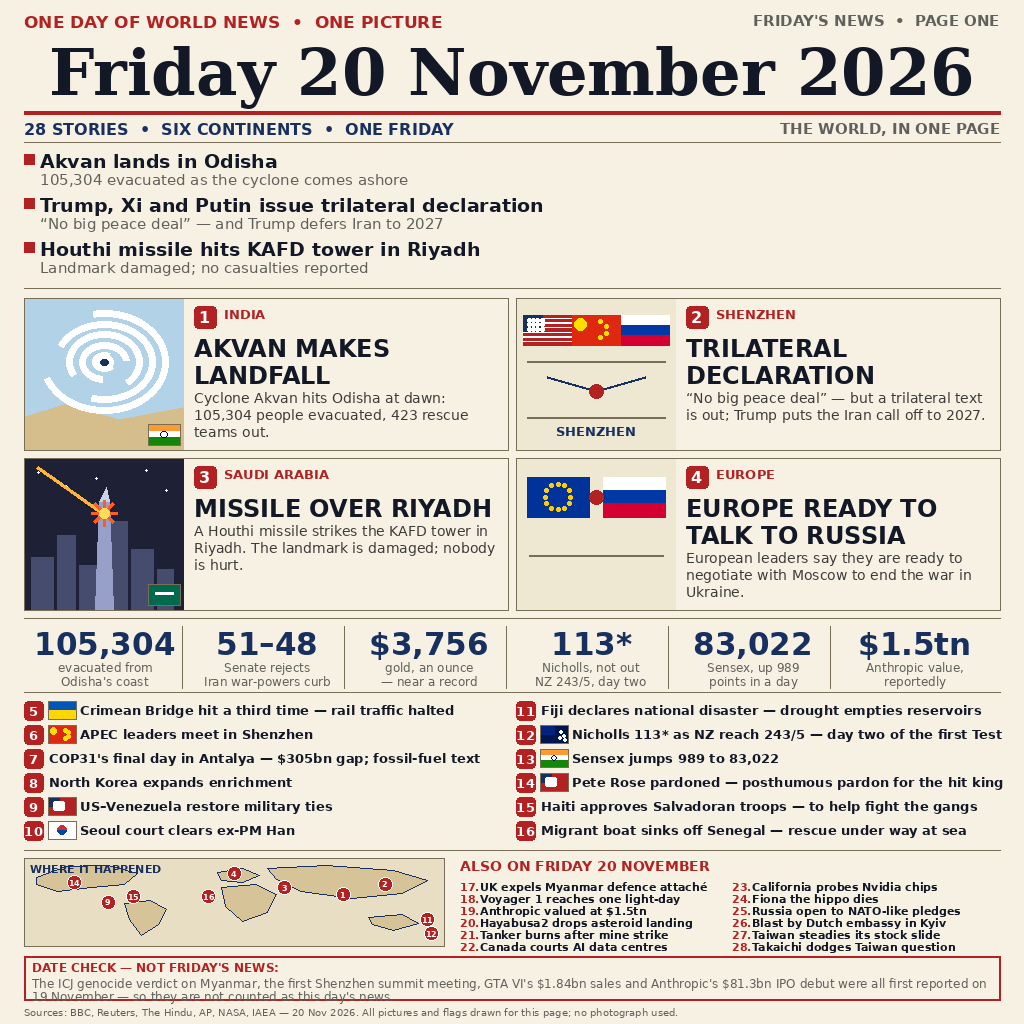 ONE DAY OF WORLD NEWS • ONE PICTURE
FRIDAY'S NEWS • PAGE ONE
Friday 20 November 2026
28 STORIES • SIX CONTINENTS • ONE FRIDAY
THE WORLD, IN ONE PAGE
Akvan lands in Odisha
105,304 evacuated as the cyclone comes ashore
Trump, Xi and Putin issue trilateral declaration
“No big peace deal” — and Trump defers Iran to 2027
Houthi missile hits KAFD tower in Riyadh
Landmark damaged; no casualties reported
1 INDIA
AKVAN MAKES
LANDFALL
Cyclone Akvan hits Odisha at dawn:
105,304 people evacuated, 423 rescue
teams out.
SHENZHEN
2 SHENZHEN
TRILATERAL
DECLARATION
“No big peace deal” — but a trilateral text
is out; Trump puts the Iran call off to 2027.
3 SAUDI ARABIA
MISSILE OVER RIYADH
A Houthi missile strikes the KAFD tower in
Riyadh. The landmark is damaged; nobody
is hurt.
4 EUROPE
EUROPE READY TO
TALK TO RUSSIA
European leaders say they are ready to
negotiate with Moscow to end the war in
Ukraine.
105,304
evacuated from
Odisha's coast
51–48
Senate rejects
Iran war-powers curb
$3,756
gold, an ounce
— near a record
113*
Nicholls, not out
NZ 243/5, day two
83,022
Sensex, up 989
points in a day
$1.5tn
Anthropic value,
reportedly
5 Crimean Bridge hit a third time — rail traffic halted
6 APEC leaders meet in Shenzhen
7 COP31's final day in Antalya — $305bn gap; fossil-fuel text
8 North Korea expands enrichment
9 US–Venezuela restore military ties
10 Seoul court clears ex-PM Han
11 Fiji declares national disaster — drought empties reservoirs
12 Nicholls 113* as NZ reach 243/5 — day two of the first Test
13 Sensex jumps 989 to 83,022
14 Pete Rose pardoned — posthumous pardon for the hit king
15 Haiti approves Salvadoran troops — to help fight the gangs
16 Migrant boat sinks off Senegal — rescue under way at sea
WHERE IT HAPPENED
14
9
15
16
4
3
1
2
11
12
ALSO ON FRIDAY 20 NOVEMBER
17. UK expels Myanmar defence attaché
18. Voyager 1 reaches one light-day
19. Anthropic valued at $1.5tn
20. Hayabusa2 drops asteroid landing
21. Tanker burns after mine strike
22. Canada courts AI data centres
23. California probes Nvidia chips
24. Fiona the hippo dies
25. Russia open to NATO-like pledges
26. Blast by Dutch embassy in Kyiv
27. Taiwan steadies its stock slide
28. Takaichi dodges Taiwan question
DATE CHECK — NOT FRIDAY'S NEWS:
The ICJ genocide verdict on Myanmar, the first Shenzhen summit meeting, GTA VI's $1.84bn sales and Anthropic's $81.3bn IPO debut were all first reported on
19 November — so they are not counted as this day's news.
Sources: BBC, Reuters, The Hindu, AP, NASA, IAEA — 20 Nov 2026. All pictures and flags drawn for this page; no photograph used.